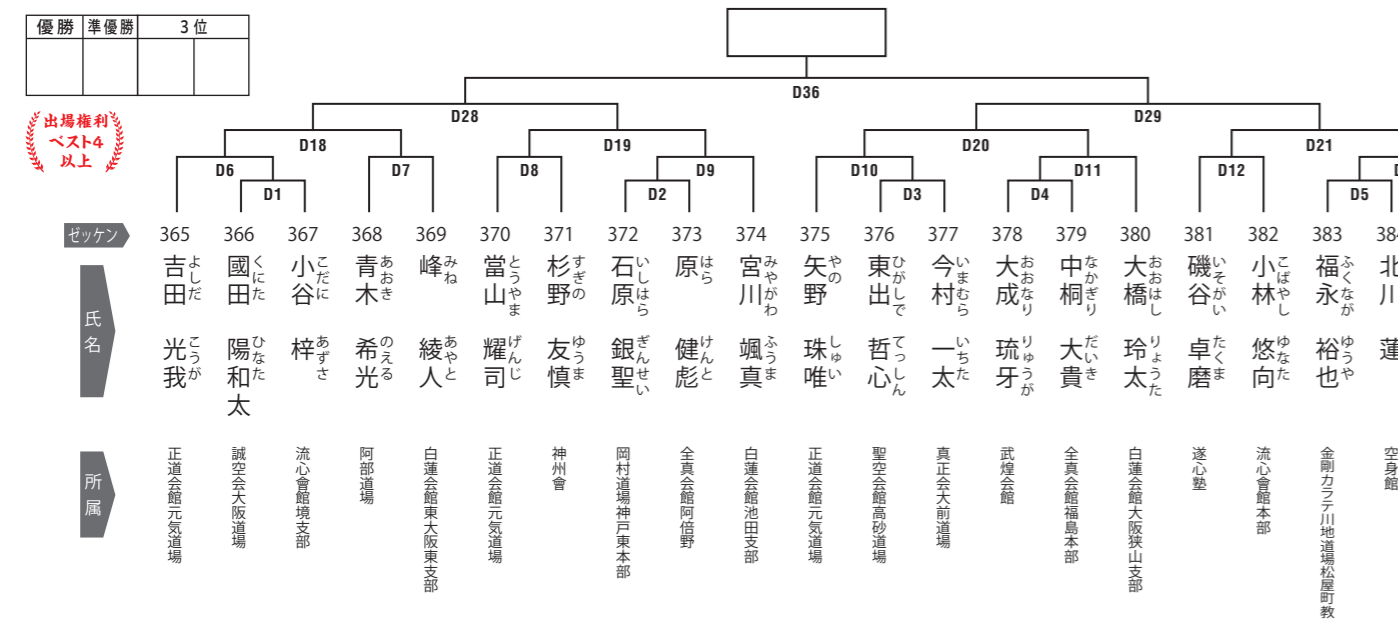 優勝 準優勝 3位
出場権利
ベスト4
以上
D36
D28 D29
D18 D19 D20 D21
D6 D7 D8 D9 D10 D11 D12 D
D1 D2 D3 D4 D5
ゼッケン 365 366 367 368 369 370 371 372 373 374 375 376 377 378 379 380 381 382 383 384
氏名
吉田 光我 よしだ こうが
國田 陽和太 くにた ひなた
小谷 梓 こだに あずさ
青木 希光 あおき のえる
峰 綾人 みね あやと
當山 耀司 とうやま げんじ
杉野 友慎 すぎの ゆうま
石原 銀聖 いしはら ぎんせい
原 健彪 はら けんと
宮川 颯真 みやがわ ふうま
矢野 珠唯 やの しゅい
東出 哲心 ひがしで てっしん
今村 一太 いまむら いちた
大成 琉牙 おおなり りゅうが
中桐 大貴 なかぎり だいき
大橋 玲太 おおはし りょうた
磯谷 卓磨 いそがい たくま
小林 悠向 こばやし ゆなた
福永 裕也 ふくなが ゆうや
北川 蓮
所属
正道会館元気道場
誠空会大阪道場
流心會館境支部
阿部道場
白蓮会館東大阪東支部
正道会館元気道場
神州會
岡村道場神戸東本部
全真会館阿倍野
白蓮会館池田支部
正道会館元気道場
聖空会館高砂道場
真正会大前道場
武煌会館
全真会館福島本部
白蓮会館大阪狭山支部
遂心塾
流心會館本部
金剛カラテ川地道場松屋町教
空身館